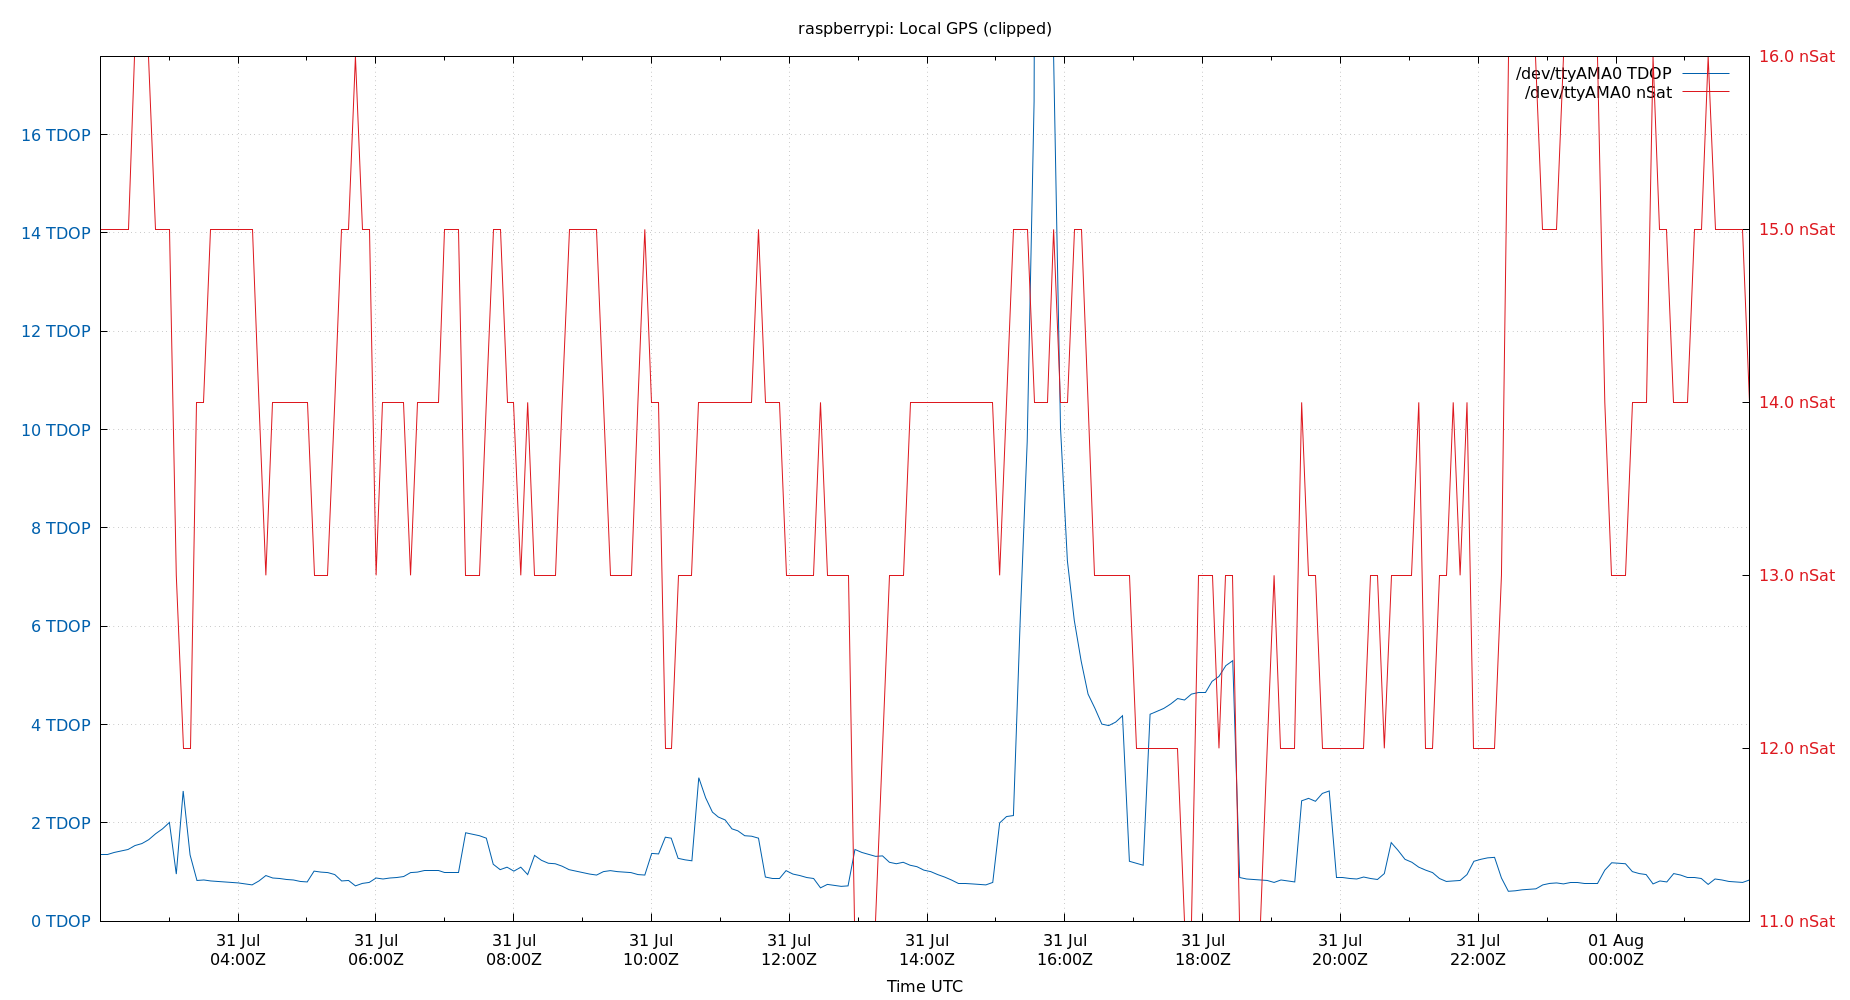 raspberrypi: Local GPS (clipped)
16.0 nSat
/dev/ttyAMA0 TDOP
/dev/ttyAMA0 nSat
16 TDOP
14 TDOP
15.0 nSat
12 TDOP
14.0 nSat
10 TDOP
8 TDOP
13.0 nSat
6 TDOP
4 TDOP
12.0 nSat
2 TDOP
0 TDOP
11.0 nSat
31 Jul 31 Jul 31 Jul 31 Jul 31 Jul 31 Jul 31 Jul 31 Jul 31 Jul 31 Jul 01 Aug
04:00Z 06:00Z 08:00Z 10:00Z 12:00Z 14:00Z 16:00Z 18:00Z 20:00Z 22:00Z 00:00Z
Time UTC